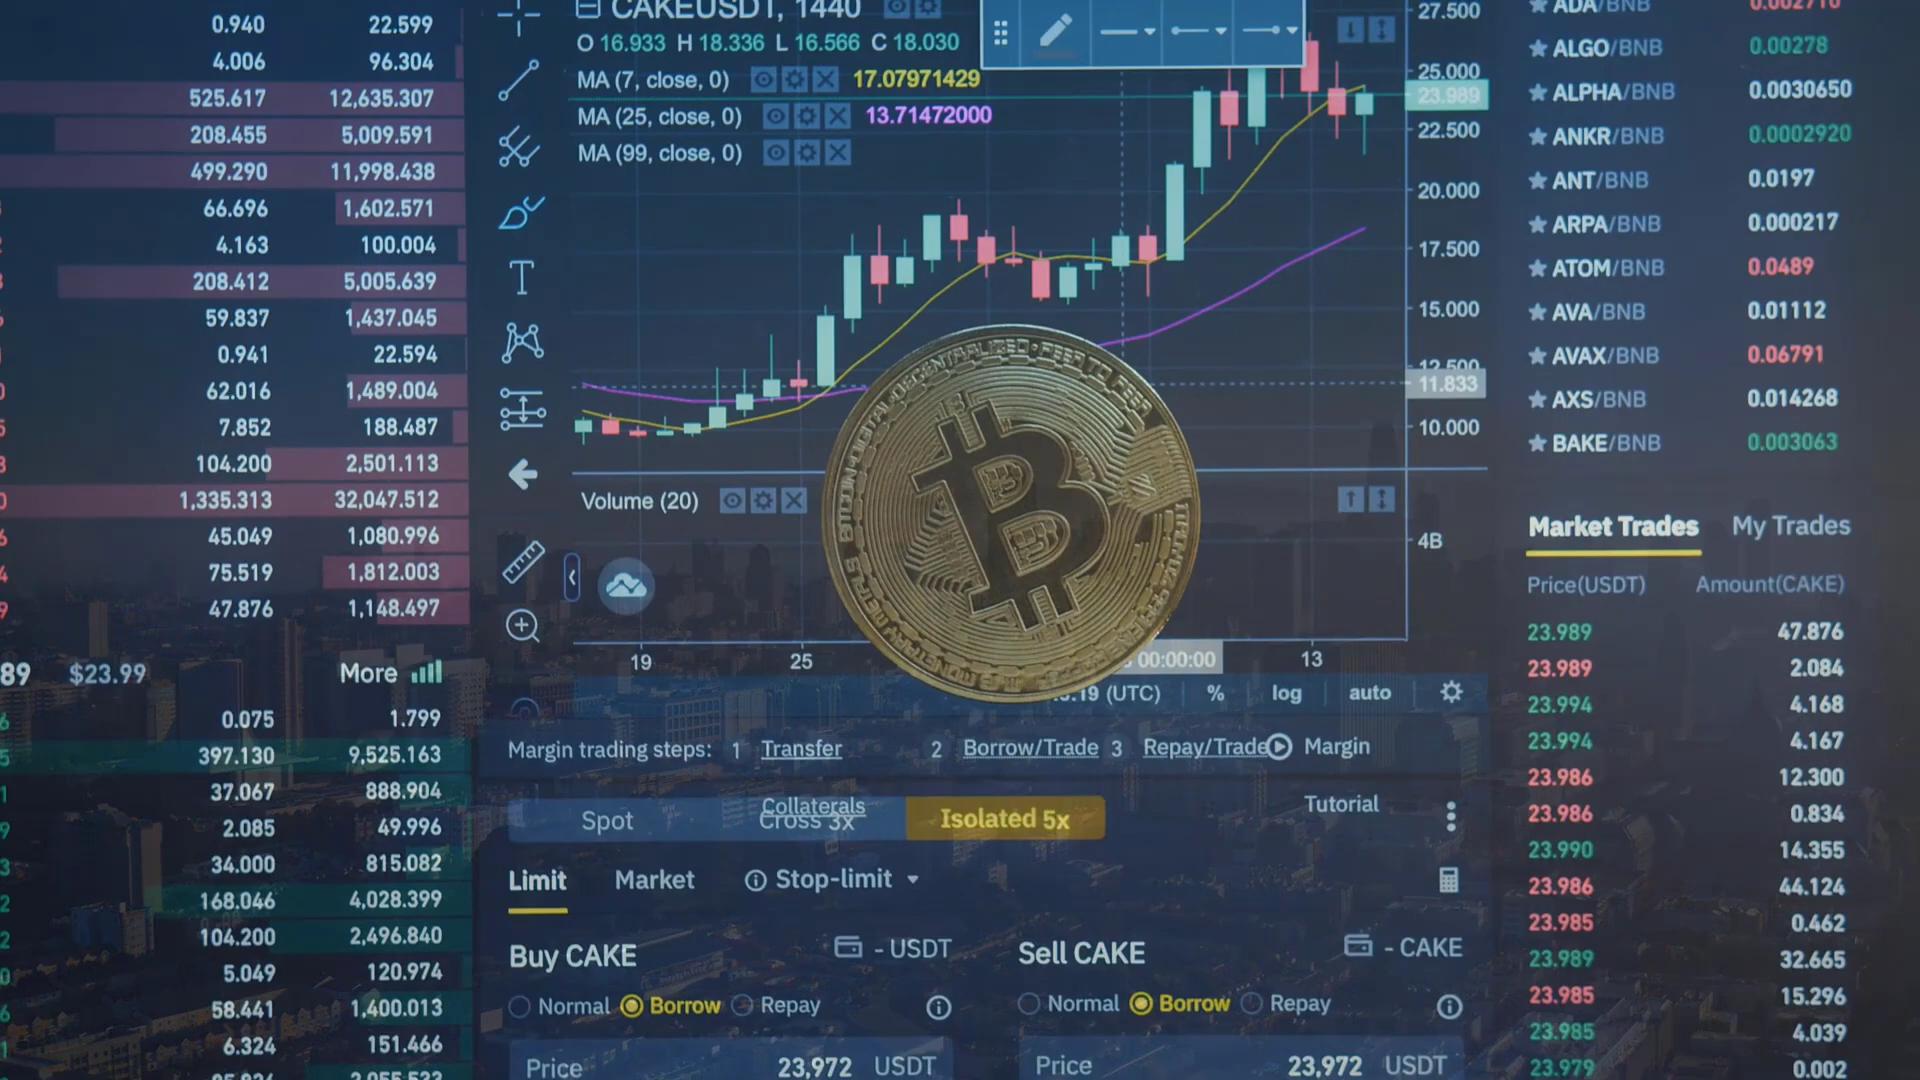 0.940 22.599
4.006 96.304
525.617 12,635.307
208.455 5,009.591
499.290 11,998.438
66.696 1,602.571
4.163 100.004
208.412 5,005.639
59.837 1,437.045
0.941 22.594
62.016 1,489.004
7.852 188.487
104.200 2,501.113
1,335.313 32,047.512
45.049 1,080.996
75.519 1,812.003
47.876 1,148.497
89 $23.99 More
0.075 1.799
397.130 9,525.163
37.067 888.904
2.085 49.996
34.000 815.082
168.046 4,028.399
104.200 2,496.840
5.049 120.974
58.441 1,400.013
6.324 151.466
CAKEUSDT, 1440
O 16.933 H 18.336 L 16.566 C 18.030
MA (7, close, 0) 17.07971429
MA (25, close, 0) 13.71472000
MA (99, close, 0)
27.500
25.000
23.989
22.500
20.000
17.500
15.000
12.500
11.833
10.000
Volume (20)
4B
BITCOIN·DIGITAL·DECENTRALIZED·PEER TO PEER
19 25 00:00:00 13
19 (UTC) % log auto
Margin trading steps: 1 Transfer 2 Borrow/Trade 3 Repay/Trade Margin
Collaterals Tutorial
Spot Cross 3x Isolated 5x
Limit Market Stop-limit
Buy CAKE - USDT Sell CAKE - CAKE
Normal Borrow Repay Normal Borrow Repay
Price 23,972 USDT Price 23,972 USDT
ADA/BNB 0.002710
ALGO/BNB 0.00278
ALPHA/BNB 0.0030650
ANKR/BNB 0.0002920
ANT/BNB 0.0197
ARPA/BNB 0.000217
ATOM/BNB 0.0489
AVA/BNB 0.01112
AVAX/BNB 0.06791
AXS/BNB 0.014268
BAKE/BNB 0.003063
Market Trades My Trades
Price(USDT) Amount(CAKE)
23.989 47.876
23.989 2.084
23.994 4.168
23.994 4.167
23.986 12.300
23.986 0.834
23.990 14.355
23.986 44.124
23.985 0.462
23.989 32.665
23.985 15.296
23.985 4.039
23.979 0.002